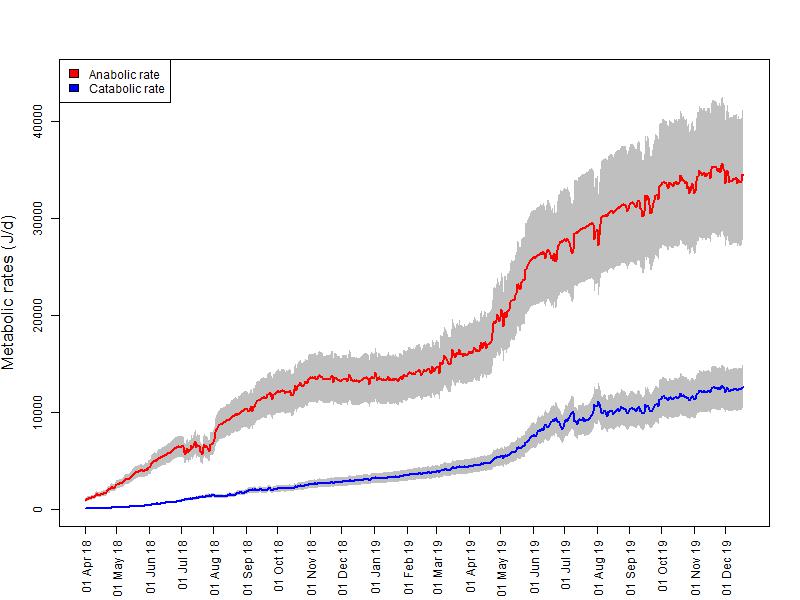 Anabolic rate
Catabolic rate
Metabolic rates (J/d)
40000
30000
20000
10000
0
01 Apr 18
01 May 18
01 Jun 18
01 Jul 18
01 Aug 18
01 Sep 18
01 Oct 18
01 Nov 18
01 Dec 18
01 Jan 19
01 Feb 19
01 Mar 19
01 Apr 19
01 May 19
01 Jun 19
01 Jul 19
01 Aug 19
01 Sep 19
01 Oct 19
01 Nov 19
01 Dec 19